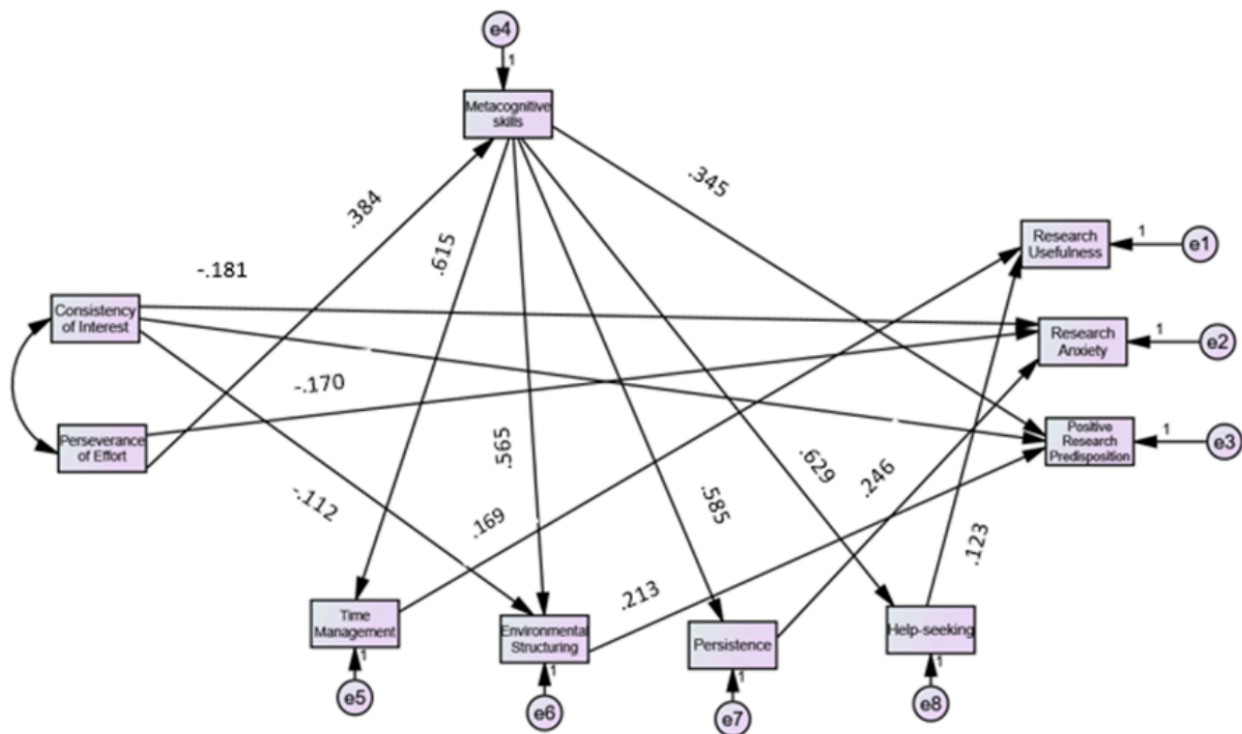 e4
1
Metacognitive
skills
.345
.384
.615
Research
Usefulness
1
e1
-.181
Consistency
of Interest
Research
Anxiety
1
e2
-.170
Positive
Research
Predisposition
1
e3
Perseverance
of Effort
.565
.629
.246
.585
-.112
.169
.123
.213
Time
Management
Environmental
Structuring
Persistence
Help-seeking
1
1
1
1
e5
e6
e7
e8